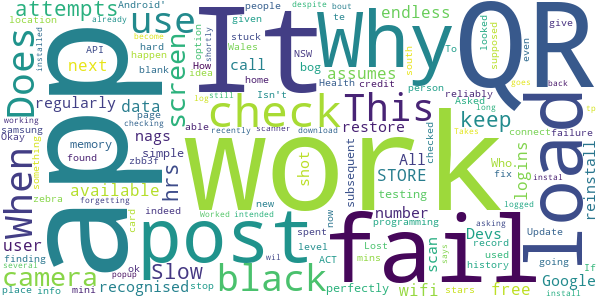 app
It
Why
QR
work
fail
load
post
black
check
This
use
Does
When
camera
Slow
screen
keep
attempts
endless
Android'
despite
bout
te
become
already
location
some
given
people
stuck
Wales
NSW
bog
option
API
blank
next
call
How
idea
home
Isn't
Health
credit
assumes
looked
supposed
give
To
even
regularly
data
hard
happen
page
checking
able
recently
scanner
download
person
reliably
Asked
long
south
goes
back
shortly
log
still
working
samsung
Okay
installed
something
memory
found
zbb3f
nags
simple
restore
All
STORE
checked
connect
failure
Takes
instal
tp
reinstall
logins
Who.
fix
available
hrs
shot
subsequent
testing
logged
indeed
new
Worked
intended
forgetting
zebra
card
user
number
programming
now
asking
finding
several
ok
spent
level
ACT
Lost
mins
Devs
record
used
history
scan
Update
going
If
Google
install
says
stars
free
wifi
perfectly
recognised
stop
wil
place
info
mini
popup